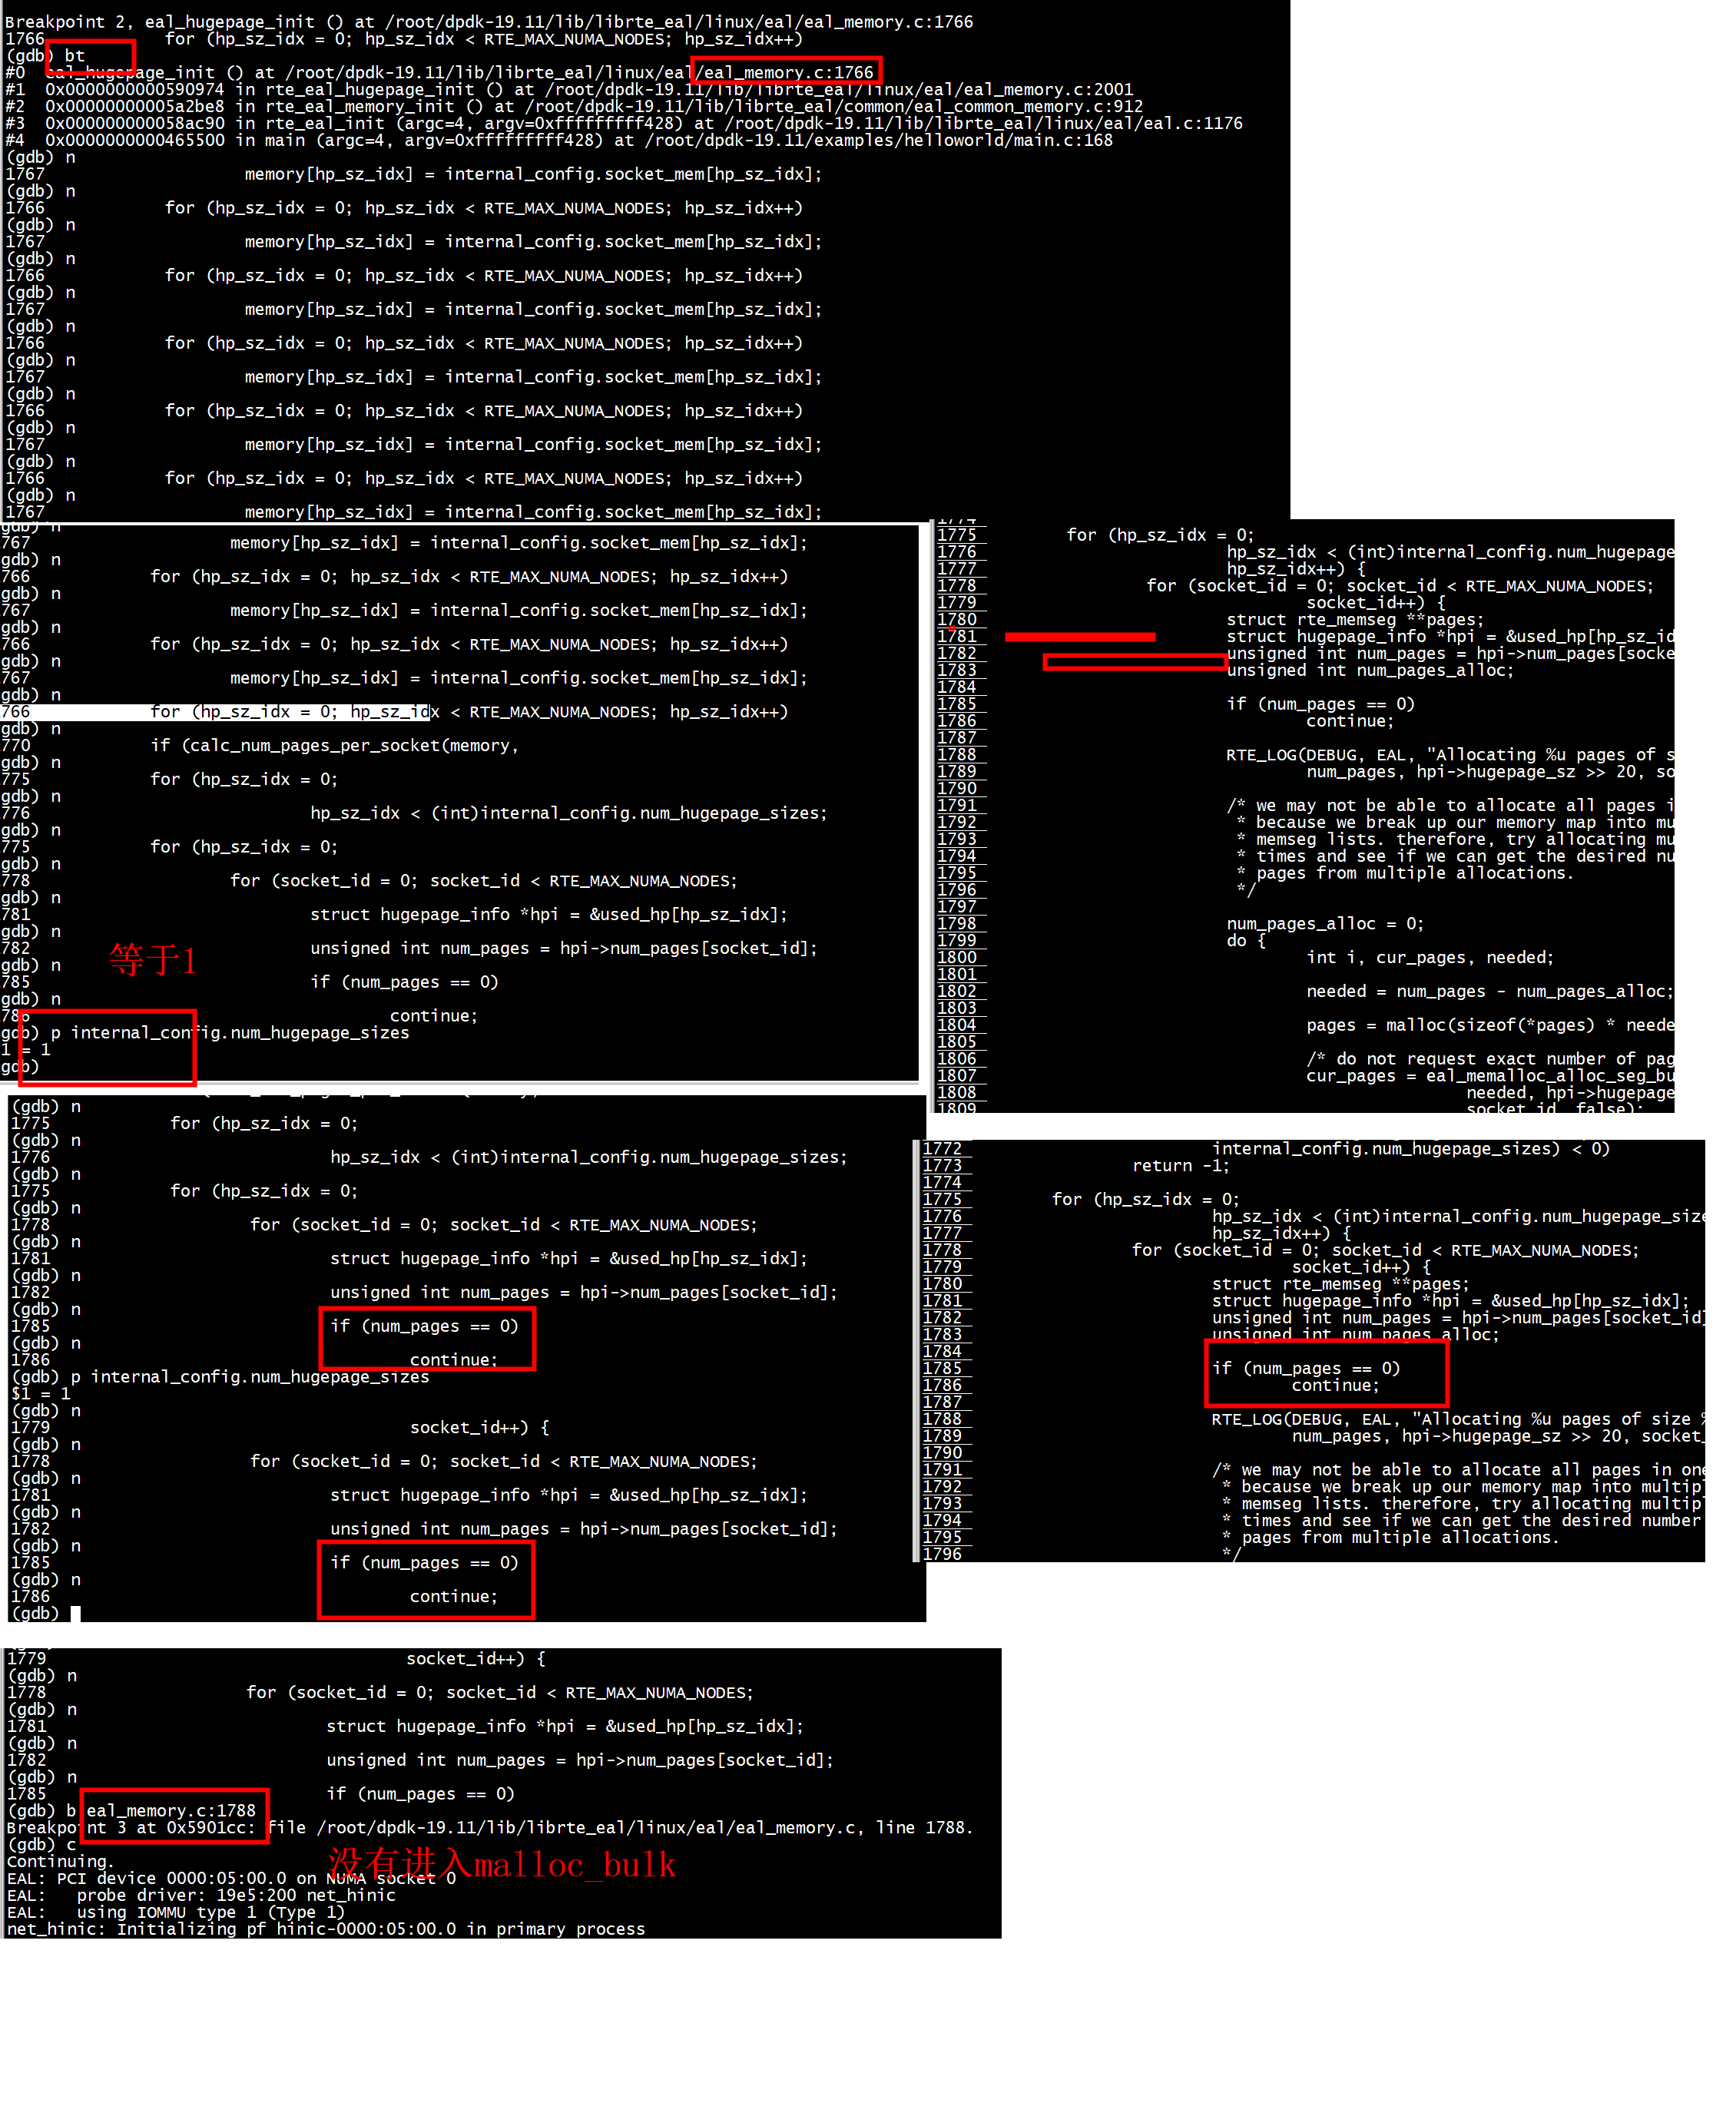 Breakpoint 2, eal_hugepage_init () at /root/dpdk-19.11/lib/librte_eal/linux/eal/eal_memory.c:1766
1766 for (hp_sz_idx = 0; hp_sz_idx < RTE_MAX_NUMA_NODES; hp_sz_idx++)
(gdb) bt
#0 eal_hugepage_init () at /root/dpdk-19.11/lib/librte_eal/linux/eal/eal_memory.c:1766
#1 0x0000000000590974 in rte_eal_hugepage_init () at /root/dpdk-19.11/lib/librte_eal/linux/eal/eal_memory.c:2001
#2 0x00000000005a2be8 in rte_eal_memory_init () at /root/dpdk-19.11/lib/librte_eal/common/eal_common_memory.c:912
#3 0x000000000058ac90 in rte_eal_init (argc=4, argv=0xfffffffff428) at /root/dpdk-19.11/lib/librte_eal/linux/eal/eal.c:1176
#4 0x0000000000465500 in main (argc=4, argv=0xfffffffff428) at /root/dpdk-19.11/examples/helloworld/main.c:168
(gdb) n
1767 memory[hp_sz_idx] = internal_config.socket_mem[hp_sz_idx];
(gdb) n
1766 for (hp_sz_idx = 0; hp_sz_idx < RTE_MAX_NUMA_NODES; hp_sz_idx++)
(gdb) n
1767 memory[hp_sz_idx] = internal_config.socket_mem[hp_sz_idx];
(gdb) n
1766 for (hp_sz_idx = 0; hp_sz_idx < RTE_MAX_NUMA_NODES; hp_sz_idx++)
(gdb) n
1767 memory[hp_sz_idx] = internal_config.socket_mem[hp_sz_idx];
(gdb) n
1766 for (hp_sz_idx = 0; hp_sz_idx < RTE_MAX_NUMA_NODES; hp_sz_idx++)
(gdb) n
1767 memory[hp_sz_idx] = internal_config.socket_mem[hp_sz_idx];
(gdb) n
1766 for (hp_sz_idx = 0; hp_sz_idx < RTE_MAX_NUMA_NODES; hp_sz_idx++)
(gdb) n
1767 memory[hp_sz_idx] = internal_config.socket_mem[hp_sz_idx];
(gdb) n
1766 for (hp_sz_idx = 0; hp_sz_idx < RTE_MAX_NUMA_NODES; hp_sz_idx++)
(gdb) n
1767 memory[hp_sz_idx] = internal_config.socket_mem[hp_sz_idx];
gdb) n
767 memory[hp_sz_idx] = internal_config.socket_mem[hp_sz_idx];
gdb) n
766 for (hp_sz_idx = 0; hp_sz_idx < RTE_MAX_NUMA_NODES; hp_sz_idx++)
gdb) n
767 memory[hp_sz_idx] = internal_config.socket_mem[hp_sz_idx];
gdb) n
766 for (hp_sz_idx = 0; hp_sz_idx < RTE_MAX_NUMA_NODES; hp_sz_idx++)
gdb) n
767 memory[hp_sz_idx] = internal_config.socket_mem[hp_sz_idx];
gdb) n
766 for (hp_sz_idx = 0; hp_sz_idx < RTE_MAX_NUMA_NODES; hp_sz_idx++)
gdb) n
770 if (calc_num_pages_per_socket(memory,
gdb) n
775 for (hp_sz_idx = 0;
gdb) n
776 hp_sz_idx < (int)internal_config.num_hugepage_sizes;
gdb) n
775 for (hp_sz_idx = 0;
gdb) n
778 for (socket_id = 0; socket_id < RTE_MAX_NUMA_NODES;
gdb) n
781 struct hugepage_info *hpi = &used_hp[hp_sz_idx];
gdb) n
782 unsigned int num_pages = hpi->num_pages[socket_id];
等于1
gdb) n
785 if (num_pages == 0)
gdb) n
786 continue;
gdb) p internal_config.num_hugepage_sizes
1 = 1
gdb)
1774
1775 for (hp_sz_idx = 0;
1776 hp_sz_idx < (int)internal_config.num_hugepage
1777 hp_sz_idx++) {
1778 for (socket_id = 0; socket_id < RTE_MAX_NUMA_NODES;
1779 socket_id++) {
1780 struct rte_memseg **pages;
1781 struct hugepage_info *hpi = &used_hp[hp_sz_id
1782 unsigned int num_pages = hpi->num_pages[socke
1783 unsigned int num_pages_alloc;
1784
1785 if (num_pages == 0)
1786 continue;
1787
1788 RTE_LOG(DEBUG, EAL, "Allocating %u pages of s
1789 num_pages, hpi->hugepage_sz >> 20, so
1790
1791 /* we may not be able to allocate all pages i
1792 * because we break up our memory map into mu
1793 * memseg lists. therefore, try allocating mu
1794 * times and see if we can get the desired nu
1795 * pages from multiple allocations.
1796 */
1797
1798 num_pages_alloc = 0;
1799 do {
1800 int i, cur_pages, needed;
1801
1802 needed = num_pages - num_pages_alloc;
1803
1804 pages = malloc(sizeof(*pages) * neede
1805
1806 /* do not request exact number of pag
1807 cur_pages = eal_memalloc_alloc_seg_bu
1808 needed, hpi->hugepage
1809 socket_id, false);
(gdb) n
1775 for (hp_sz_idx = 0;
(gdb) n
1776 hp_sz_idx < (int)internal_config.num_hugepage_sizes;
(gdb) n
1775 for (hp_sz_idx = 0;
(gdb) n
1778 for (socket_id = 0; socket_id < RTE_MAX_NUMA_NODES;
(gdb) n
1781 struct hugepage_info *hpi = &used_hp[hp_sz_idx];
(gdb) n
1782 unsigned int num_pages = hpi->num_pages[socket_id];
(gdb) n
1785 if (num_pages == 0)
(gdb) n
1786 continue;
(gdb) p internal_config.num_hugepage_sizes
$1 = 1
(gdb) n
1779 socket_id++) {
(gdb) n
1778 for (socket_id = 0; socket_id < RTE_MAX_NUMA_NODES;
(gdb) n
1781 struct hugepage_info *hpi = &used_hp[hp_sz_idx];
(gdb) n
1782 unsigned int num_pages = hpi->num_pages[socket_id];
(gdb) n
1785 if (num_pages == 0)
(gdb) n
1786 continue;
(gdb)
1772 internal_config.num_hugepage_sizes) < 0)
1773 return -1;
1774
1775 for (hp_sz_idx = 0;
1776 hp_sz_idx < (int)internal_config.num_hugepage_size
1777 hp_sz_idx++) {
1778 for (socket_id = 0; socket_id < RTE_MAX_NUMA_NODES;
1779 socket_id++) {
1780 struct rte_memseg **pages;
1781 struct hugepage_info *hpi = &used_hp[hp_sz_idx];
1782 unsigned int num_pages = hpi->num_pages[socket_id]
1783 unsigned int num_pages_alloc;
1784
1785 if (num_pages == 0)
1786 continue;
1787
1788 RTE_LOG(DEBUG, EAL, "Allocating %u pages of size %
1789 num_pages, hpi->hugepage_sz >> 20, socket_
1790
1791 /* we may not be able to allocate all pages in one
1792 * because we break up our memory map into multipl
1793 * memseg lists. therefore, try allocating multipl
1794 * times and see if we can get the desired number
1795 * pages from multiple allocations.
1796 */
1779 socket_id++) {
(gdb) n
1778 for (socket_id = 0; socket_id < RTE_MAX_NUMA_NODES;
(gdb) n
1781 struct hugepage_info *hpi = &used_hp[hp_sz_idx];
(gdb) n
1782 unsigned int num_pages = hpi->num_pages[socket_id];
(gdb) n
1785 if (num_pages == 0)
(gdb) b eal_memory.c:1788
Breakpoint 3 at 0x5901cc: file /root/dpdk-19.11/lib/librte_eal/linux/eal/eal_memory.c, line 1788.
(gdb) c
Continuing.
没有进入malloc_bulk
EAL: PCI device 0000:05:00.0 on NUMA socket 0
EAL: probe driver: 19e5:200 net_hinic
EAL: using IOMMU type 1 (Type 1)
net_hinic: Initializing pf hinic-0000:05:00.0 in primary process